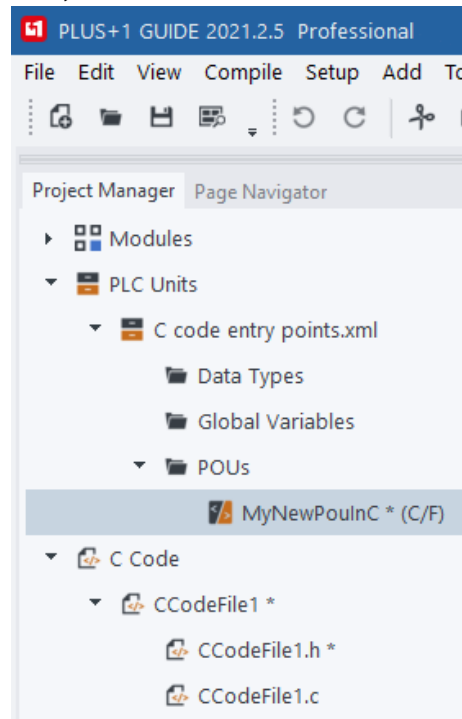 PLUS+1 GUIDE 2021.2.5 Professional
File Edit View Compile Setup Add
Project Manager Page Navigator
Modules
PLC Units
C code entry points.xml
Data Types
Global Variables
POUs
MyNewPouInC * (C/F)
C Code
CCodeFile1 *
CCodeFile1.h *
CCodeFile1.c